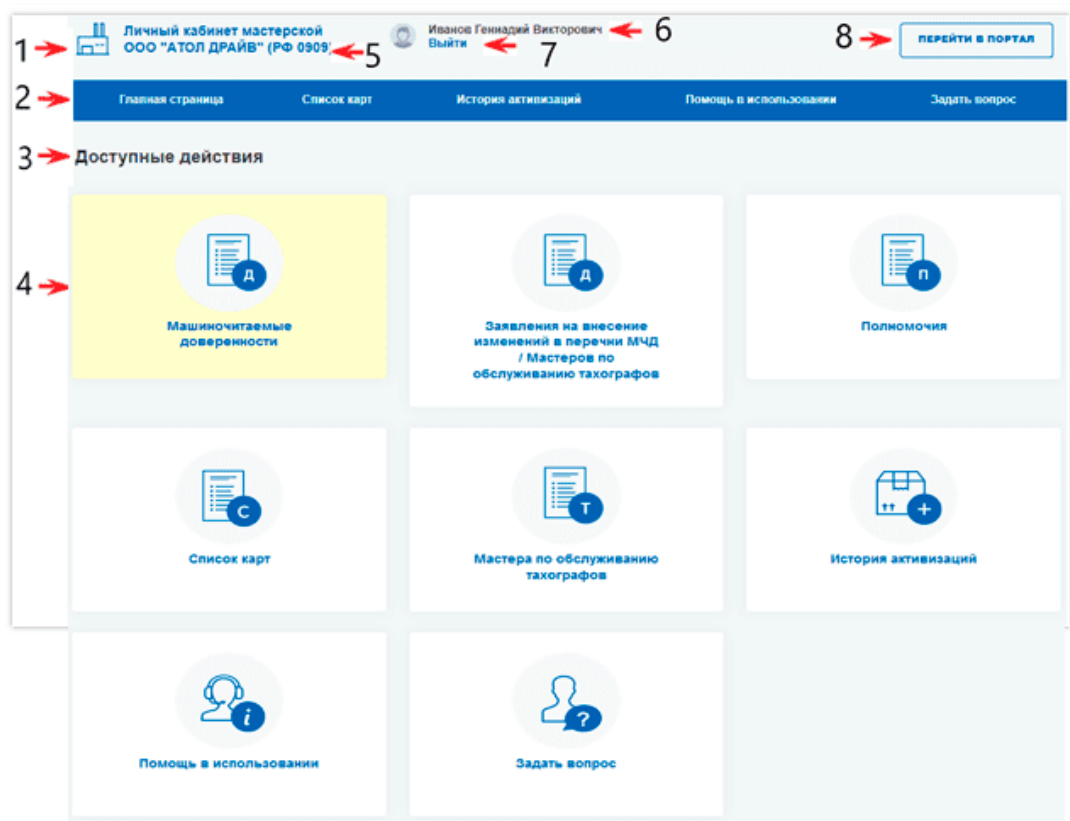 1
Личный кабинет мастерской
ООО "АТОЛ ДРАЙВ" (РФ 0909)
5
Иванов Геннадий Викторович
6
Выйти
7
8
ПЕРЕЙТИ В ПОРТАЛ
2
Главная страница Список карт История активизаций Помощь в использовании Задать вопрос
3
Доступные действия
4
Д
Машиночитаемые
доверенности
Д
Заявления на внесение
изменений в перечни МЧД
/ Мастеров по
обслуживанию тахографов
П
Полномочия
С
Список карт
Т
Мастера по обслуживанию
тахографов
История активизаций
i
Помощь в использовании
?
Задать вопрос